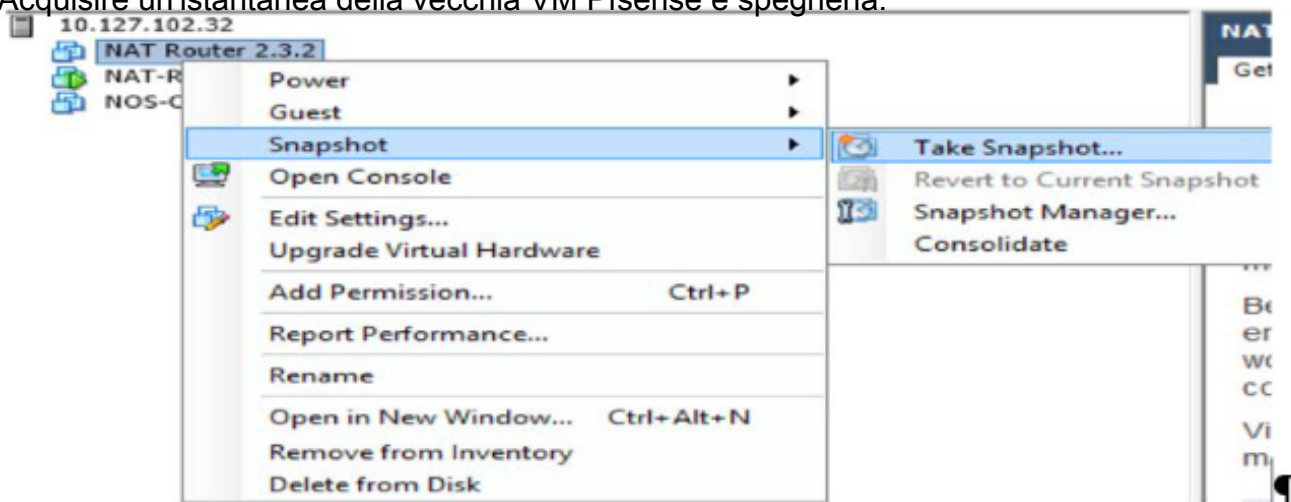 Acquisire un'istantanea della vecchia VM Pfsense e spegnerla.
10.127.102.32
NAT Router 2.3.2
NAT-R
NOS-C
Power
Guest
Snapshot
Open Console
Edit Settings...
Upgrade Virtual Hardware
Add Permission... Ctrl+P
Report Performance...
Rename
Open in New Window... Ctrl+Alt+N
Remove from Inventory
Delete from Disk
Take Snapshot...
Revert to Current Snapshot
Snapshot Manager...
Consolidate
NAT
Get
Be
er
wo
co
Vi
m
¶